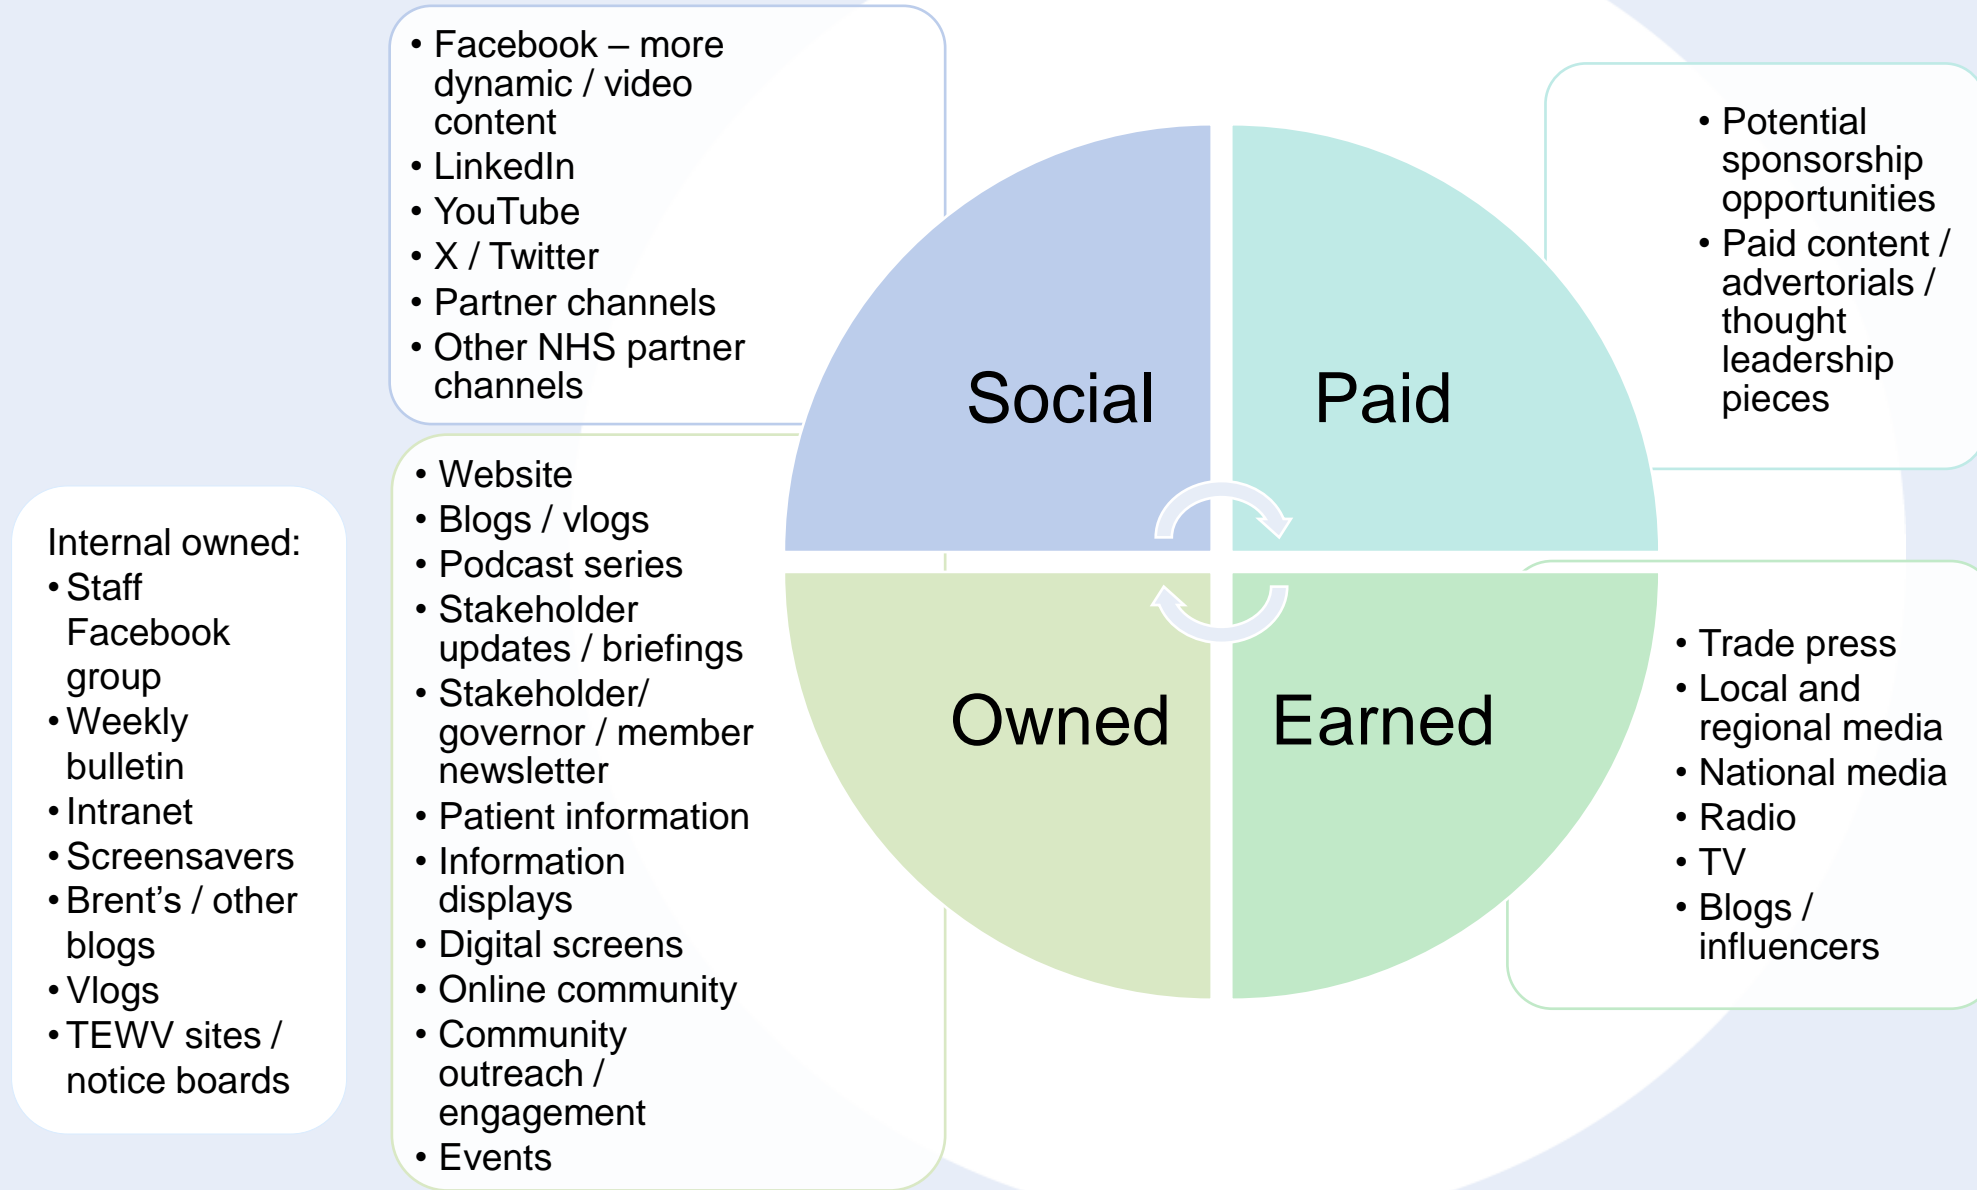 • Facebook – more
dynamic / video
content
• LinkedIn
• YouTube
• X / Twitter
• Partner channels
• Other NHS partner
channels
Social
Paid
• Potential
sponsorship
opportunities
• Paid content /
advertorials /
thought
leadership
pieces
Internal owned:
• Staff
Facebook
group
• Weekly
bulletin
• Intranet
• Screensavers
• Brent’s / other
blogs
• Vlogs
• TEWV sites /
notice boards
• Website
• Blogs / vlogs
• Podcast series
• Stakeholder
updates / briefings
• Stakeholder/
governor / member
newsletter
• Patient information
• Information
displays
• Digital screens
• Online community
• Community
outreach /
engagement
• Events
Owned
Earned
• Trade press
• Local and
regional media
• National media
• Radio
• TV
• Blogs /
influencers